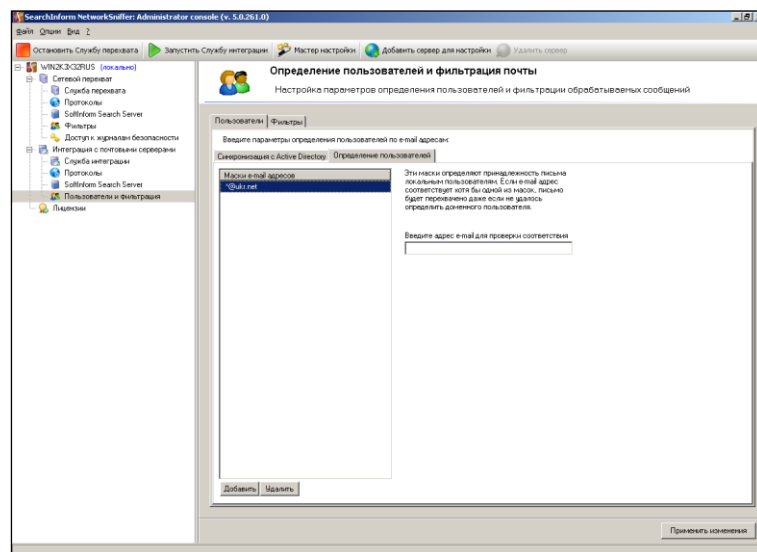 SearchInform NetworkSniffer: Administrator console (v. 5.0.261.0)
Файл Опции Вид ?
Остановить Службу перехвата Запустить Службу интеграции Мастер настройки Добавить сервер для настройки Удалить сервер
WIN2K3X32RUS (локально)
Сетевой перехват
Служба перехвата
Протоколы
SoftInform Search Server
Фильтры
Доступ к журналам безопасности
Интеграция с почтовыми серверами
Служба интеграции
Протоколы
SoftInform Search Server
Пользователи и фильтрация
Лицензии
Определение пользователей и фильтрация почты
Настройка параметров определения пользователей и фильтрации обрабатываемых сообщений
Пользователи Фильтры
Введите параметры определения пользователей по e-mail адресам:
Синхронизация с Active Directory Определение пользователей
Маски e-mail адресов
*@ukr.net
Эти маски определяют принадлежность письма
локальным пользователям. Если e-mail адрес
соответствует хотя бы одной из масок, письмо
будет перехвачено даже если не удалось
определить доменного пользователя.
Введите адрес e-mail для проверки соответствия
Добавить Удалить
Применить изменения